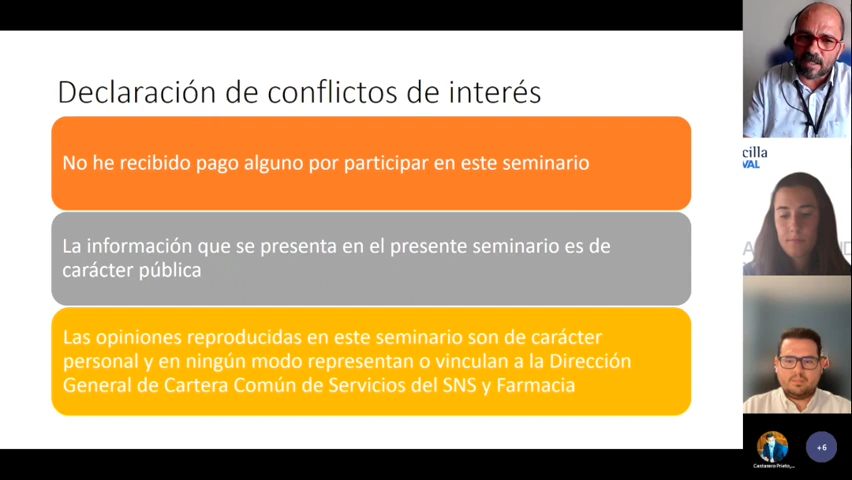 Declaración de conflictos de interés
No he recibido pago alguno por participar en este seminario
La información que se presenta en el presente seminario es de
carácter pública
Las opiniones reproducidas en este seminario son de carácter
personal y en ningún modo representan o vinculan a la Dirección
General de Cartera Común de Servicios del SNS y Farmacia
cilla
VAL
Cantarero Prieto,...
+6